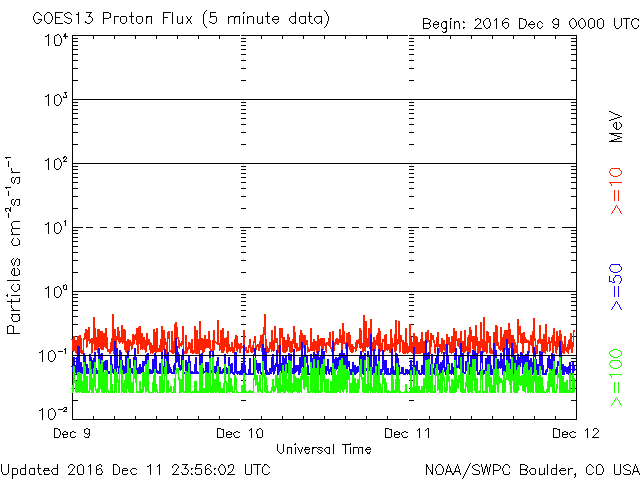 GOES13 Proton Flux (5 minute data)
Begin: 2016 Dec 9 0000 UTC
10⁴
10³
10²
10¹
10⁰
10⁻¹
10⁻²
Particles cm⁻²s⁻¹sr⁻¹
MeV
>=10
>=50
>=100
Dec 9
Dec 10
Dec 11
Dec 12
Universal Time
Updated 2016 Dec 11 23:56:02 UTC
NOAA/SWPC Boulder, CO USA